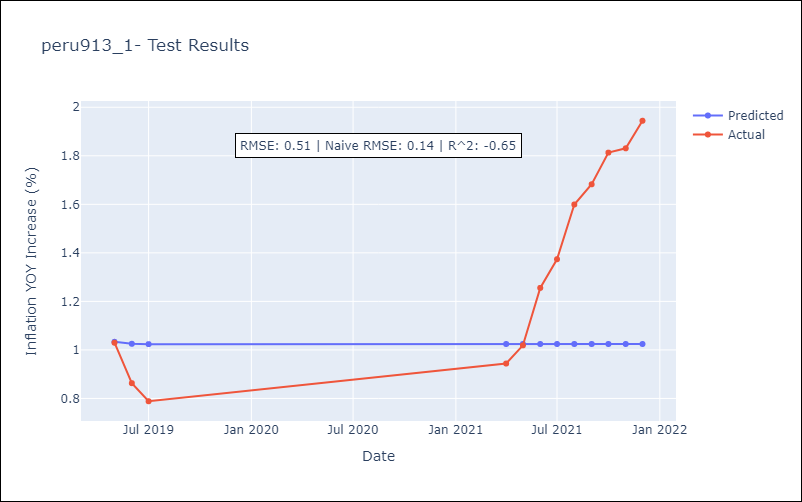 peru913_1- Test Results
Predicted
Actual
RMSE: 0.51 | Naive RMSE: 0.14 | R^2: -0.65
Inflation YOY Increase (%)
2
1.8
1.6
1.4
1.2
1
0.8
Jul 2019 Jan 2020 Jul 2020 Jan 2021 Jul 2021 Jan 2022
Date